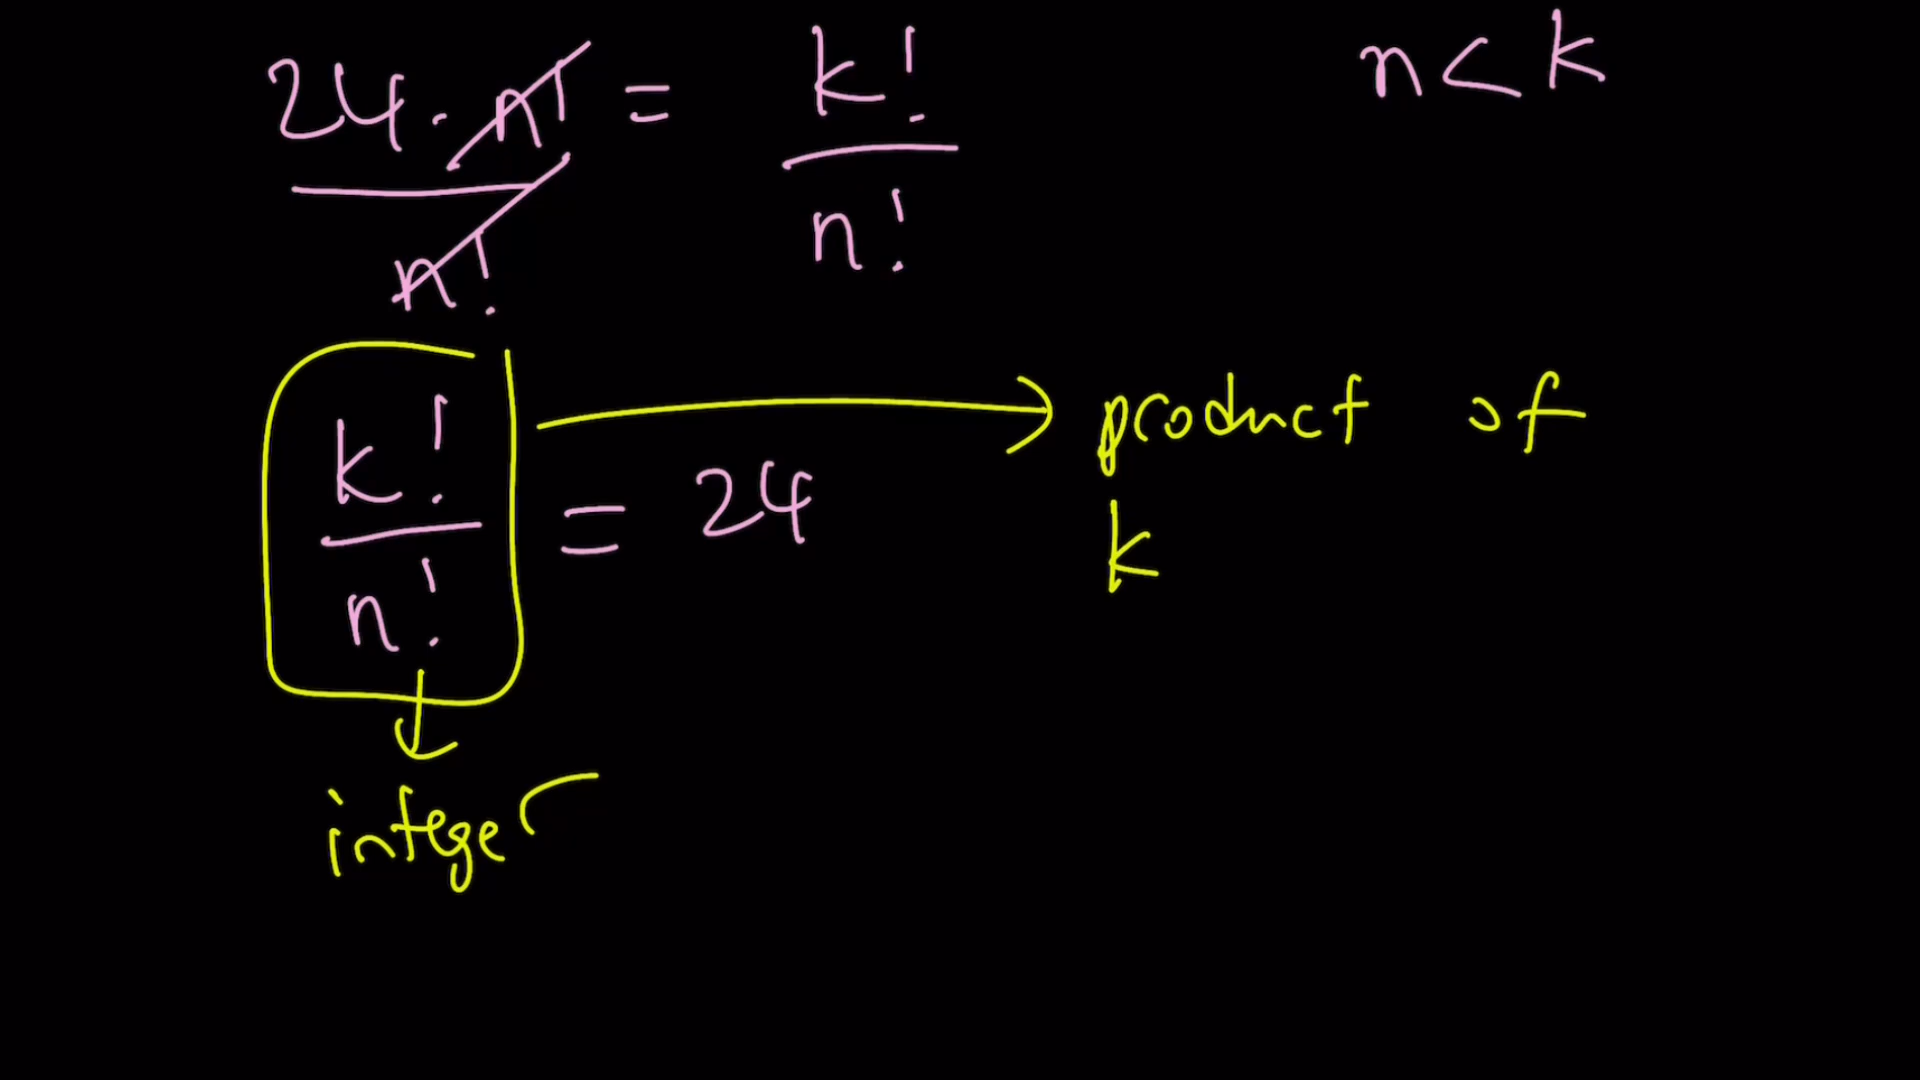 24 · n! / n! = k! / n!
n < k
k! / n! = 24
product of
k
integer